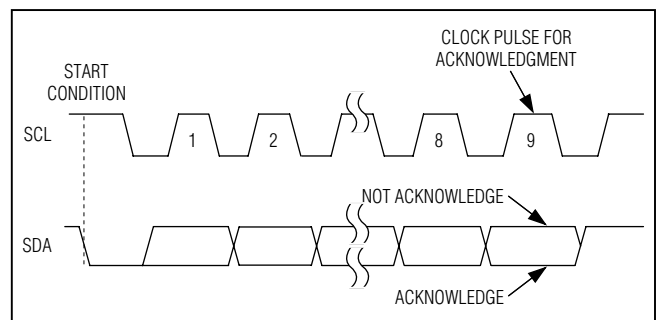 CLOCK PULSE FOR
ACKNOWLEDGMENT
START
CONDITION
SCL
1
2
8
9
NOT ACKNOWLEDGE
SDA
ACKNOWLEDGE